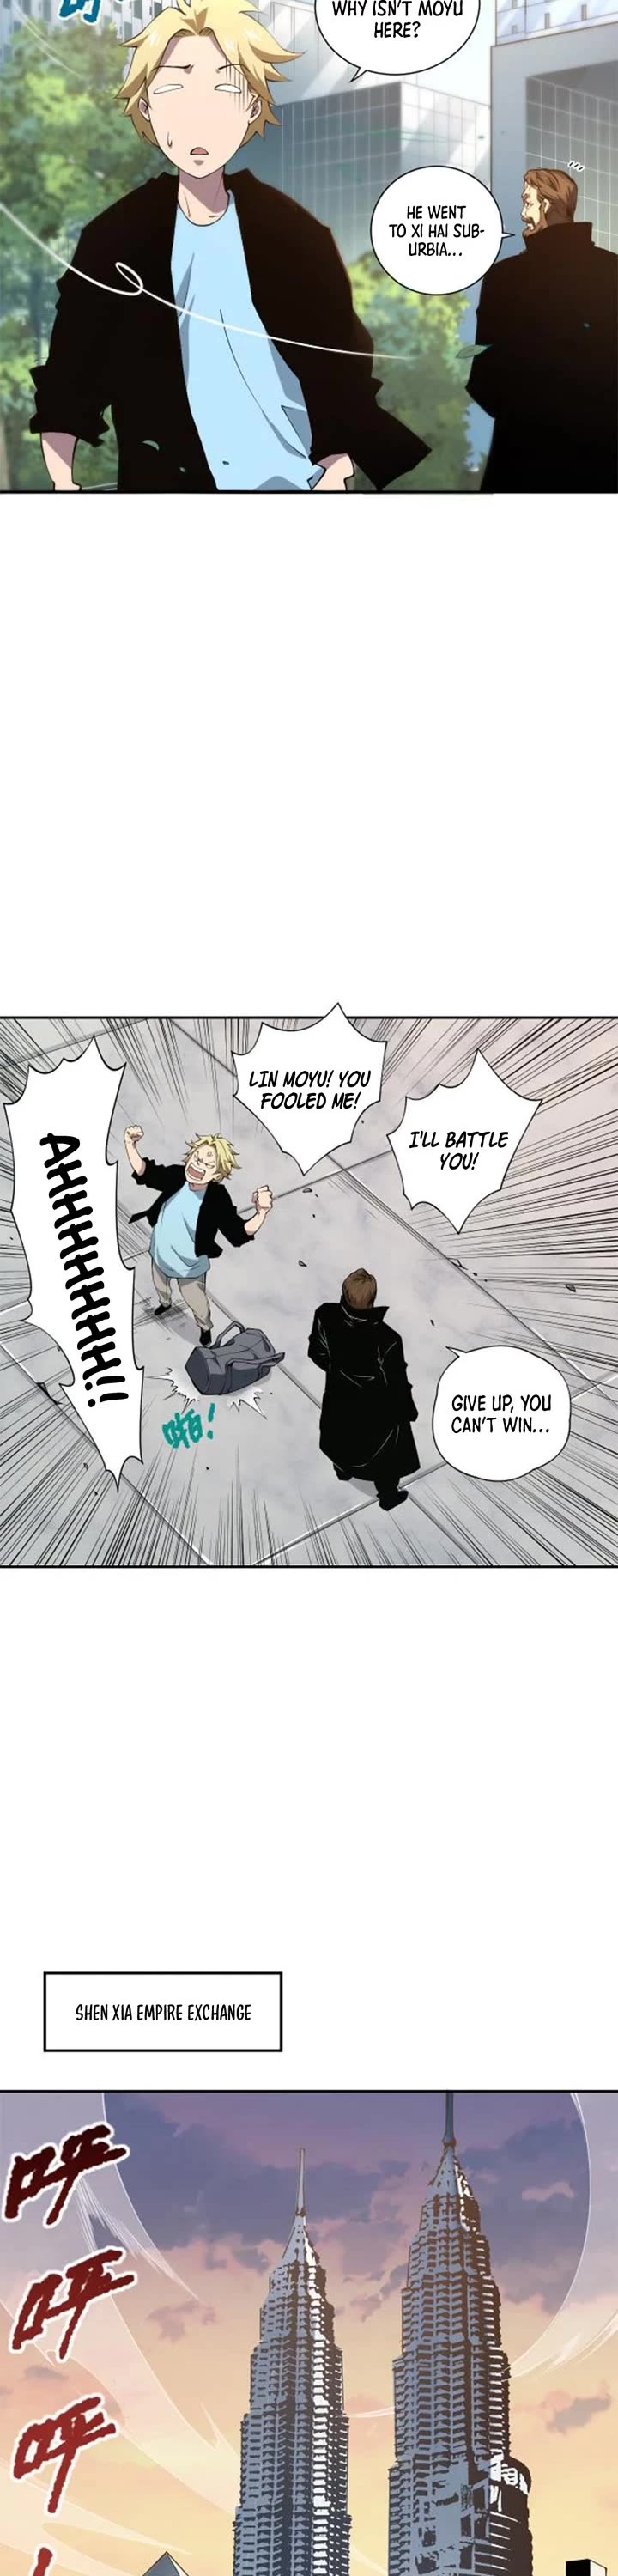 WHY ISN'T MOYU
HERE?
HE WENT
TO XI HAI SUB-
URBIA...
LIN MOYU! YOU
FOOLED ME!
I'LL BATTLE
YOU!
AHHHHHHHH!!
GIVE UP, YOU
CAN'T WIN...
啪!
SHEN XIA EMPIRE EXCHANGE
呼
呼
呼